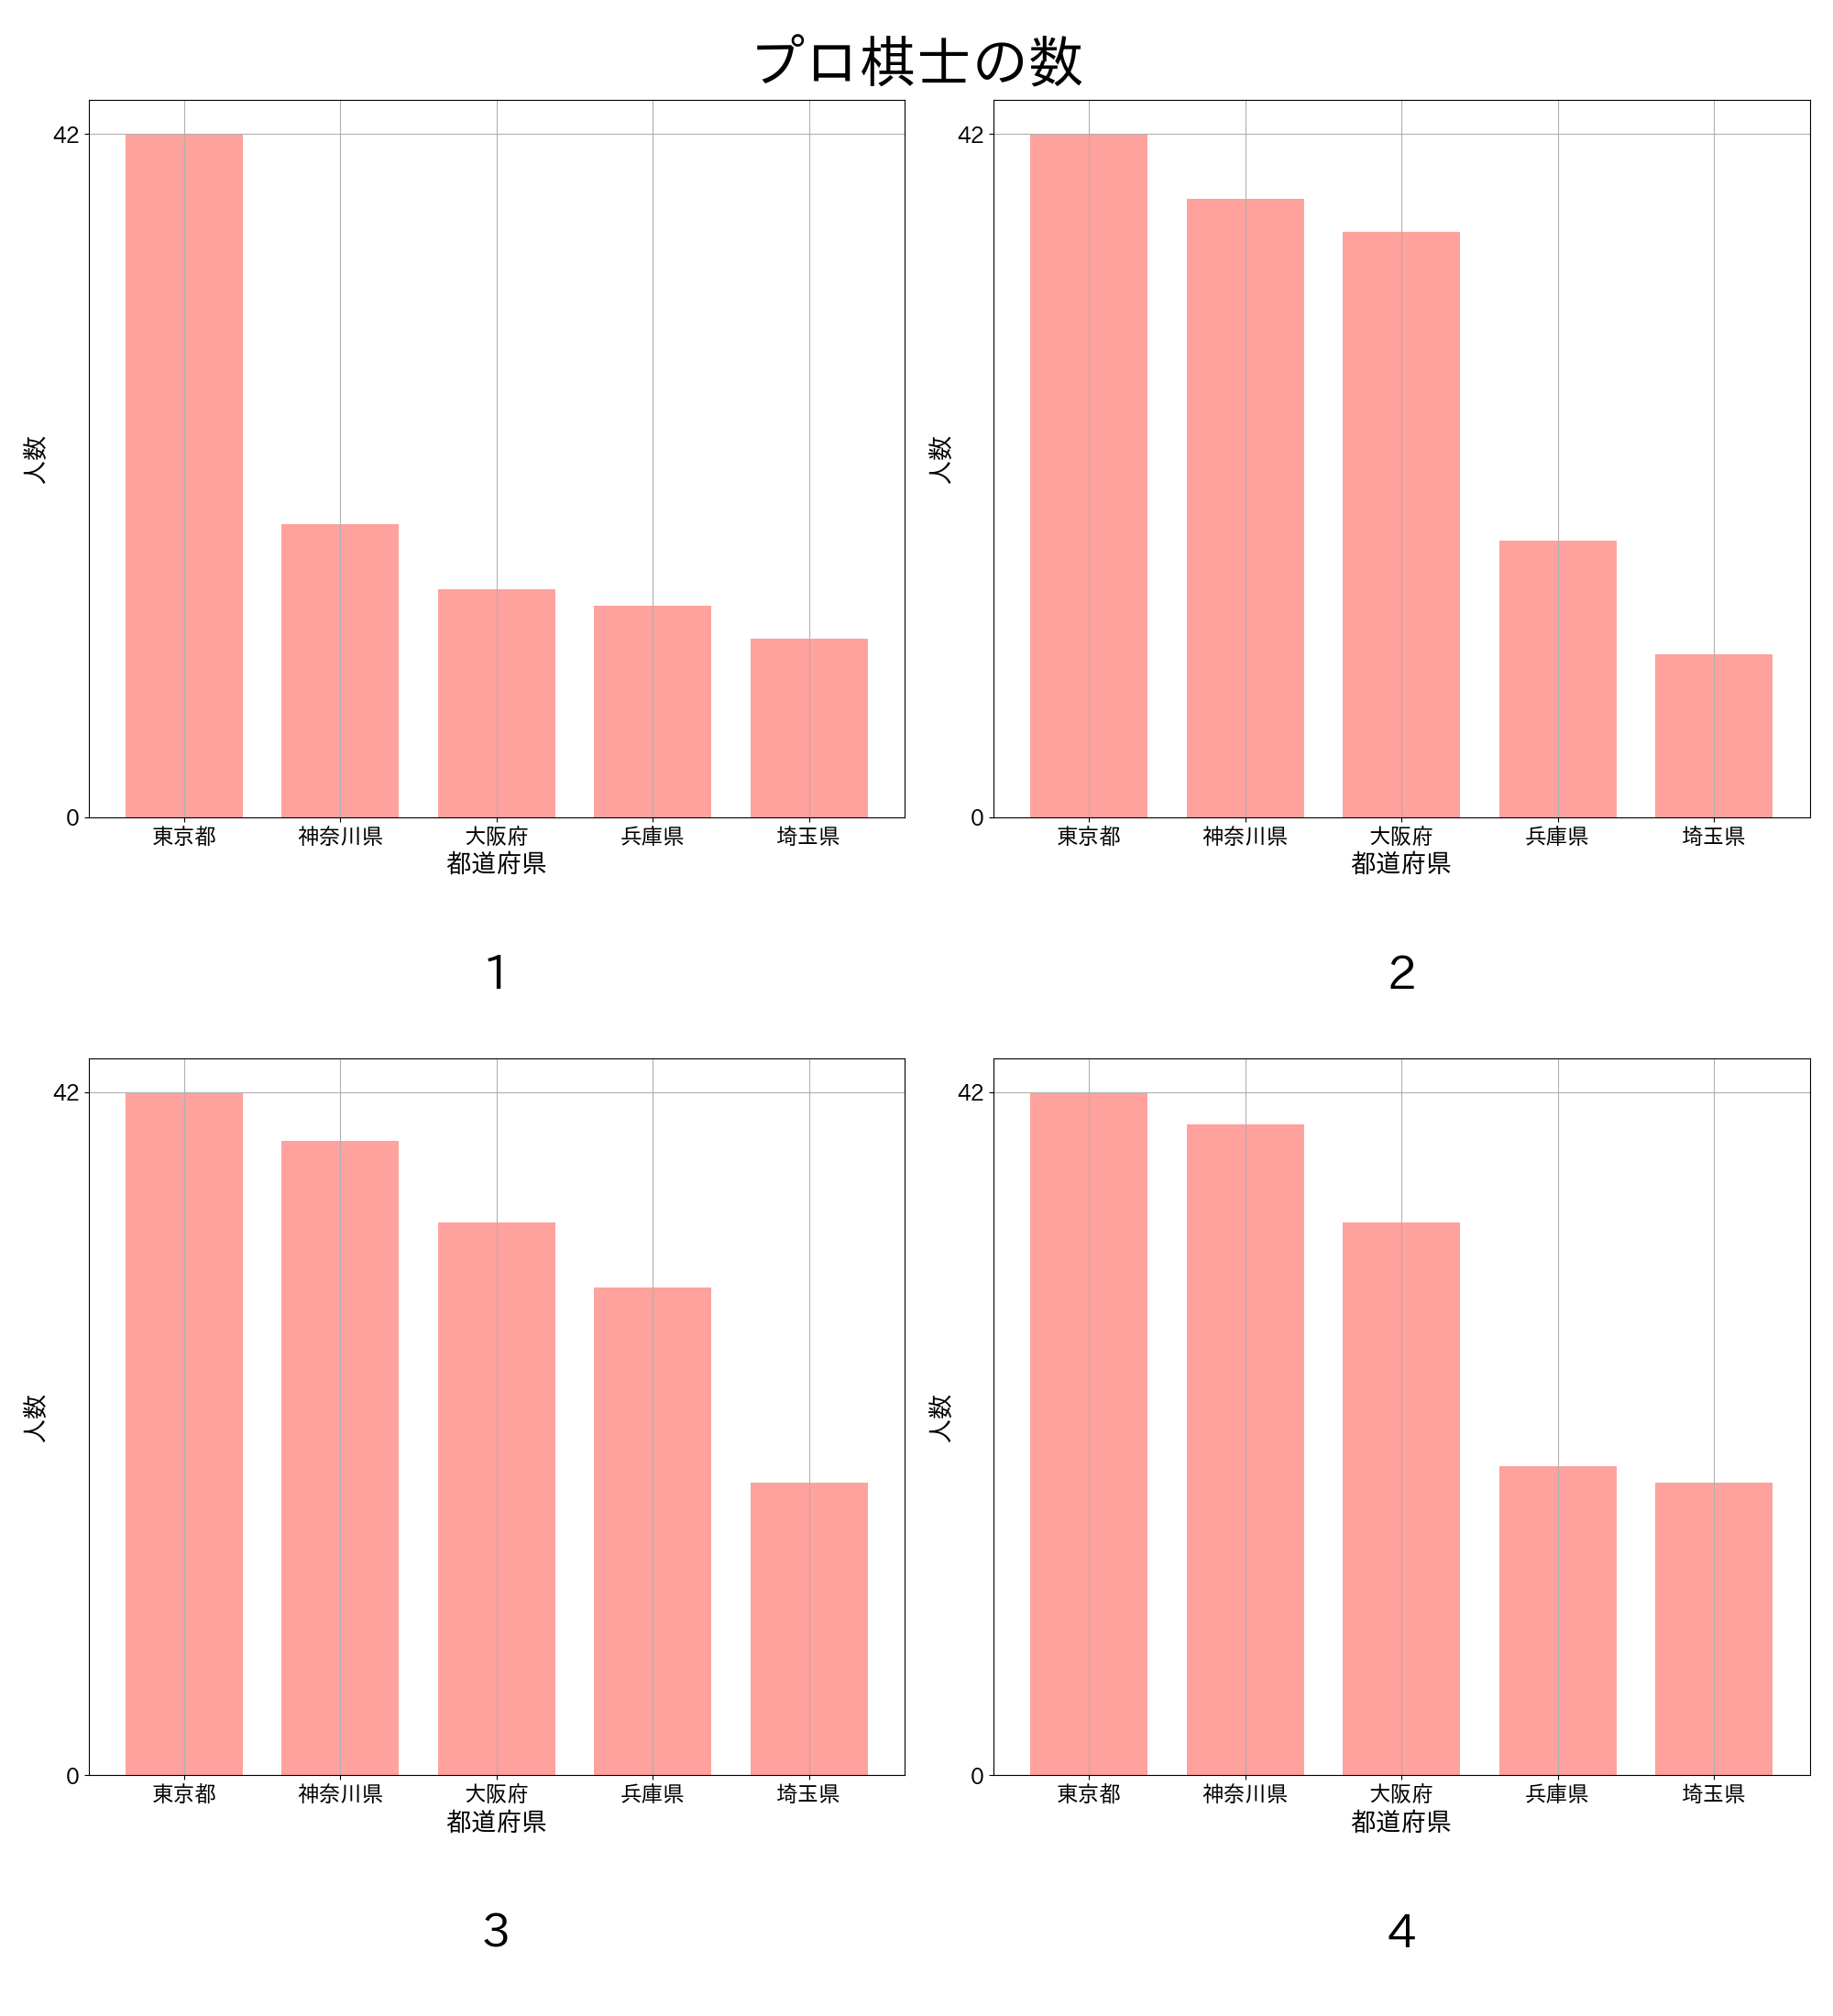 プロ棋士の数
42
0
人数
東京都 神奈川県 大阪府 兵庫県 埼玉県
都道府県
1
42
0
人数
東京都 神奈川県 大阪府 兵庫県 埼玉県
都道府県
2
42
0
人数
東京都 神奈川県 大阪府 兵庫県 埼玉県
都道府県
3
42
0
人数
東京都 神奈川県 大阪府 兵庫県 埼玉県
都道府県
4